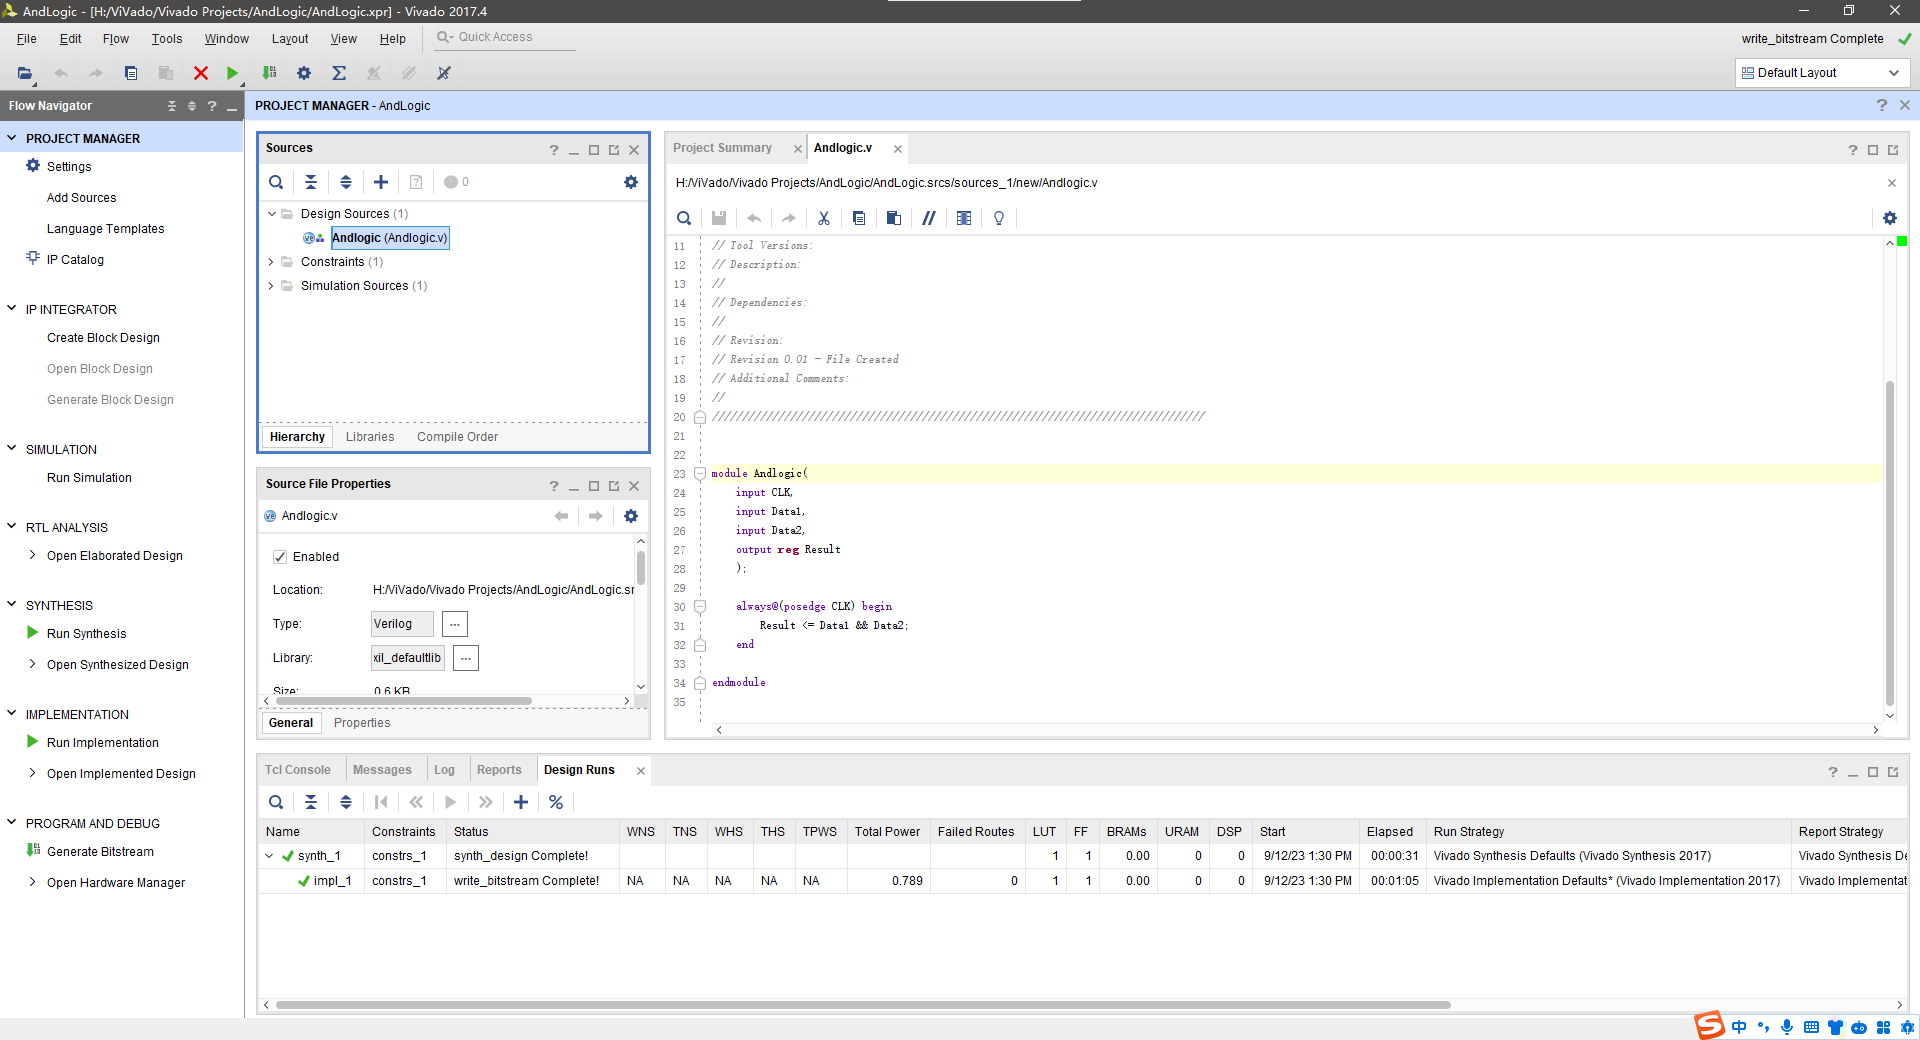 AndLogic - [H:/ViVado/Vivado Projects/AndLogic/AndLogic.xpr] - Vivado 2017.4
File Edit Flow Tools Window Layout View Help Quick Access
write_bitstream Complete
Default Layout
Flow Navigator
PROJECT MANAGER
Settings
Add Sources
Language Templates
IP Catalog
IP INTEGRATOR
Create Block Design
Open Block Design
Generate Block Design
SIMULATION
Run Simulation
RTL ANALYSIS
Open Elaborated Design
SYNTHESIS
Run Synthesis
Open Synthesized Design
IMPLEMENTATION
Run Implementation
Open Implemented Design
PROGRAM AND DEBUG
Generate Bitstream
Open Hardware Manager
PROJECT MANAGER - AndLogic
Sources
0
Design Sources (1)
Andlogic (Andlogic.v)
Constraints (1)
Simulation Sources (1)
Hierarchy Libraries Compile Order
Source File Properties
Andlogic.v
Enabled
Location: H:/ViVado/Vivado Projects/AndLogic/AndLogic.sr
Type: Verilog ...
Library: xil_defaultlib ...
Size: 0.6 KB
General Properties
Project Summary Andlogic.v
H:/ViVado/Vivado Projects/AndLogic/AndLogic.srcs/sources_1/new/Andlogic.v
11 // Tool Versions:
12 // Description:
13 //
14 // Dependencies:
15 //
16 // Revision:
17 // Revision 0.01 - File Created
18 // Additional Comments:
19 //
20 //////////////////////////////////////////////////////////////////////////////////
21
22
23 module Andlogic(
24 input CLK,
25 input Data1,
26 input Data2,
27 output reg Result
28 );
29
30 always@(posedge CLK) begin
31 Result <= Data1 && Data2;
32 end
33
34 endmodule
35
Tcl Console Messages Log Reports Design Runs
Name Constraints Status WNS TNS WHS THS TPWS Total Power Failed Routes LUT FF BRAMs URAM DSP Start Elapsed Run Strategy Report Strategy
synth_1 constrs_1 synth_design Complete! 1 1 0.00 0 0 9/12/23 1:30 PM 00:00:31 Vivado Synthesis Defaults (Vivado Synthesis 2017) Vivado Synthesis De
impl_1 constrs_1 write_bitstream Complete! NA NA NA NA NA 0.789 0 1 1 0.00 0 0 9/12/23 1:30 PM 00:01:05 Vivado Implementation Defaults* (Vivado Implementation 2017) Vivado Implementat
中